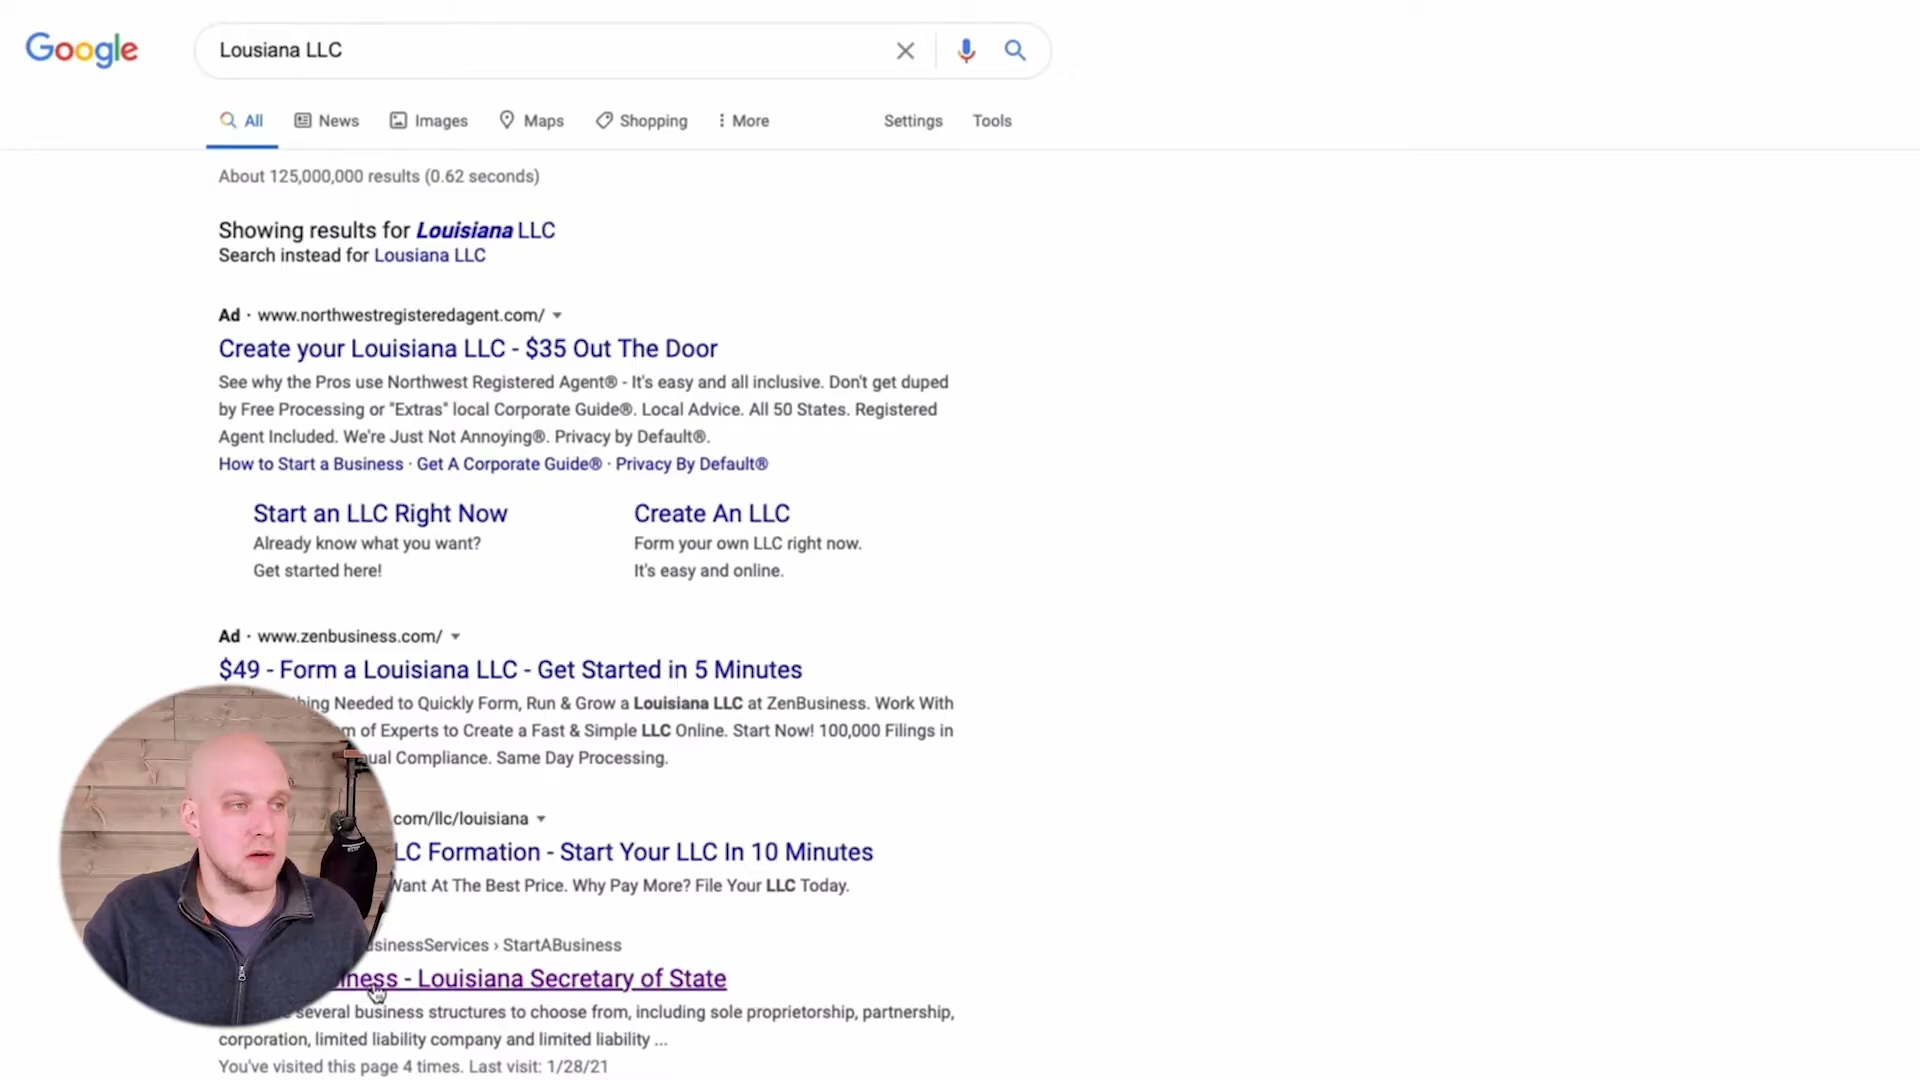 Google
Lousiana LLC
All News Images Maps Shopping More Settings Tools
About 125,000,000 results (0.62 seconds)
Showing results for Louisiana LLC
Search instead for Lousiana LLC
Ad · www.northwestregisteredagent.com/
Create your Louisiana LLC - $35 Out The Door
See why the Pros use Northwest Registered Agent® - It's easy and all inclusive. Don't get duped
by Free Processing or "Extras" local Corporate Guide®. Local Advice. All 50 States. Registered
Agent Included. We're Just Not Annoying®. Privacy by Default®.
How to Start a Business · Get A Corporate Guide® · Privacy By Default®
Start an LLC Right Now
Already know what you want?
Get started here!
Create An LLC
Form your own LLC right now.
It's easy and online.
Ad · www.zenbusiness.com/
$49 - Form a Louisiana LLC - Get Started in 5 Minutes
Needed to Quickly Form, Run & Grow a Louisiana LLC at ZenBusiness. Work With
of Experts to Create a Fast & Simple LLC Online. Start Now! 100,000 Filings in
Compliance. Same Day Processing.
com/llc/louisiana
LC Formation - Start Your LLC In 10 Minutes
Want At The Best Price. Why Pay More? File Your LLC Today.
sinessServices › StartABusiness
ness - Louisiana Secretary of State
several business structures to choose from, including sole proprietorship, partnership,
corporation, limited liability company and limited liability ...
You've visited this page 4 times. Last visit: 1/28/21